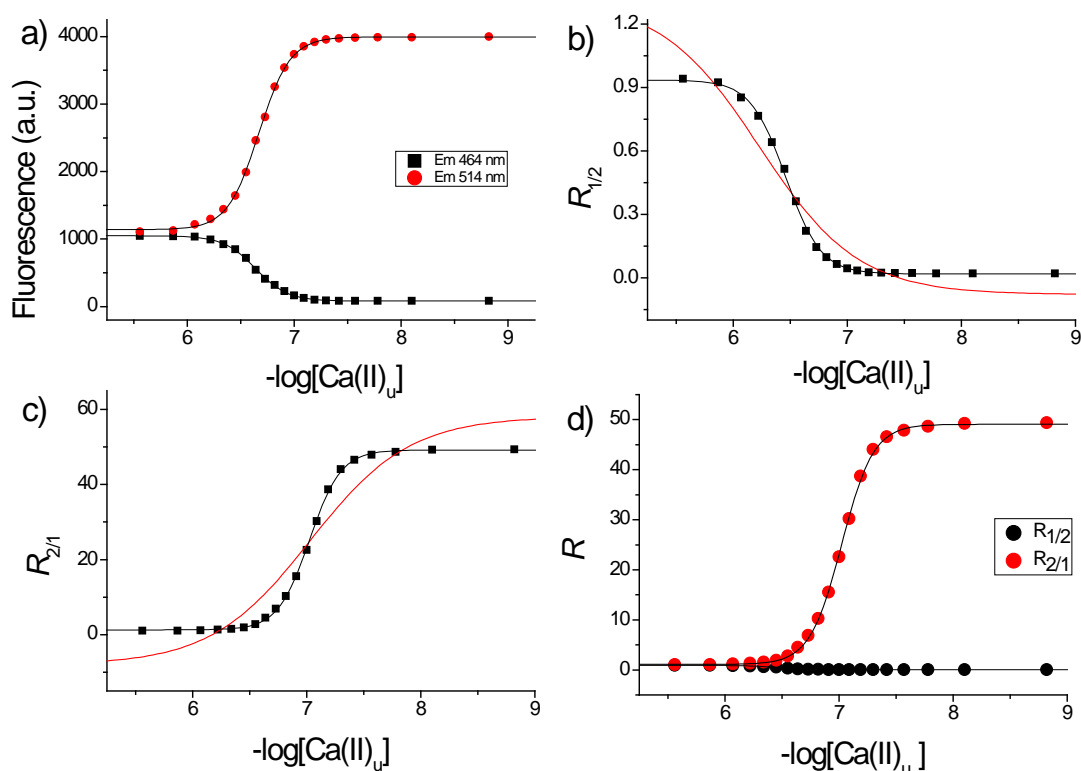 a)
Fluorescence (a.u.)
4000
3000
2000
1000
0
Em 464 nm
Em 514 nm
6 7 8 9
-log[Ca(II)u]
b)
R1/2
1.2
0.9
0.6
0.3
0.0
6 7 8 9
-log[Ca(II)u]
c)
R2/1
60
40
20
0
6 7 8 9
-log[Ca(II)u]
d)
R
50
40
30
20
10
0
R1/2
R2/1
6 7 8 9
-log[Ca(II)u]